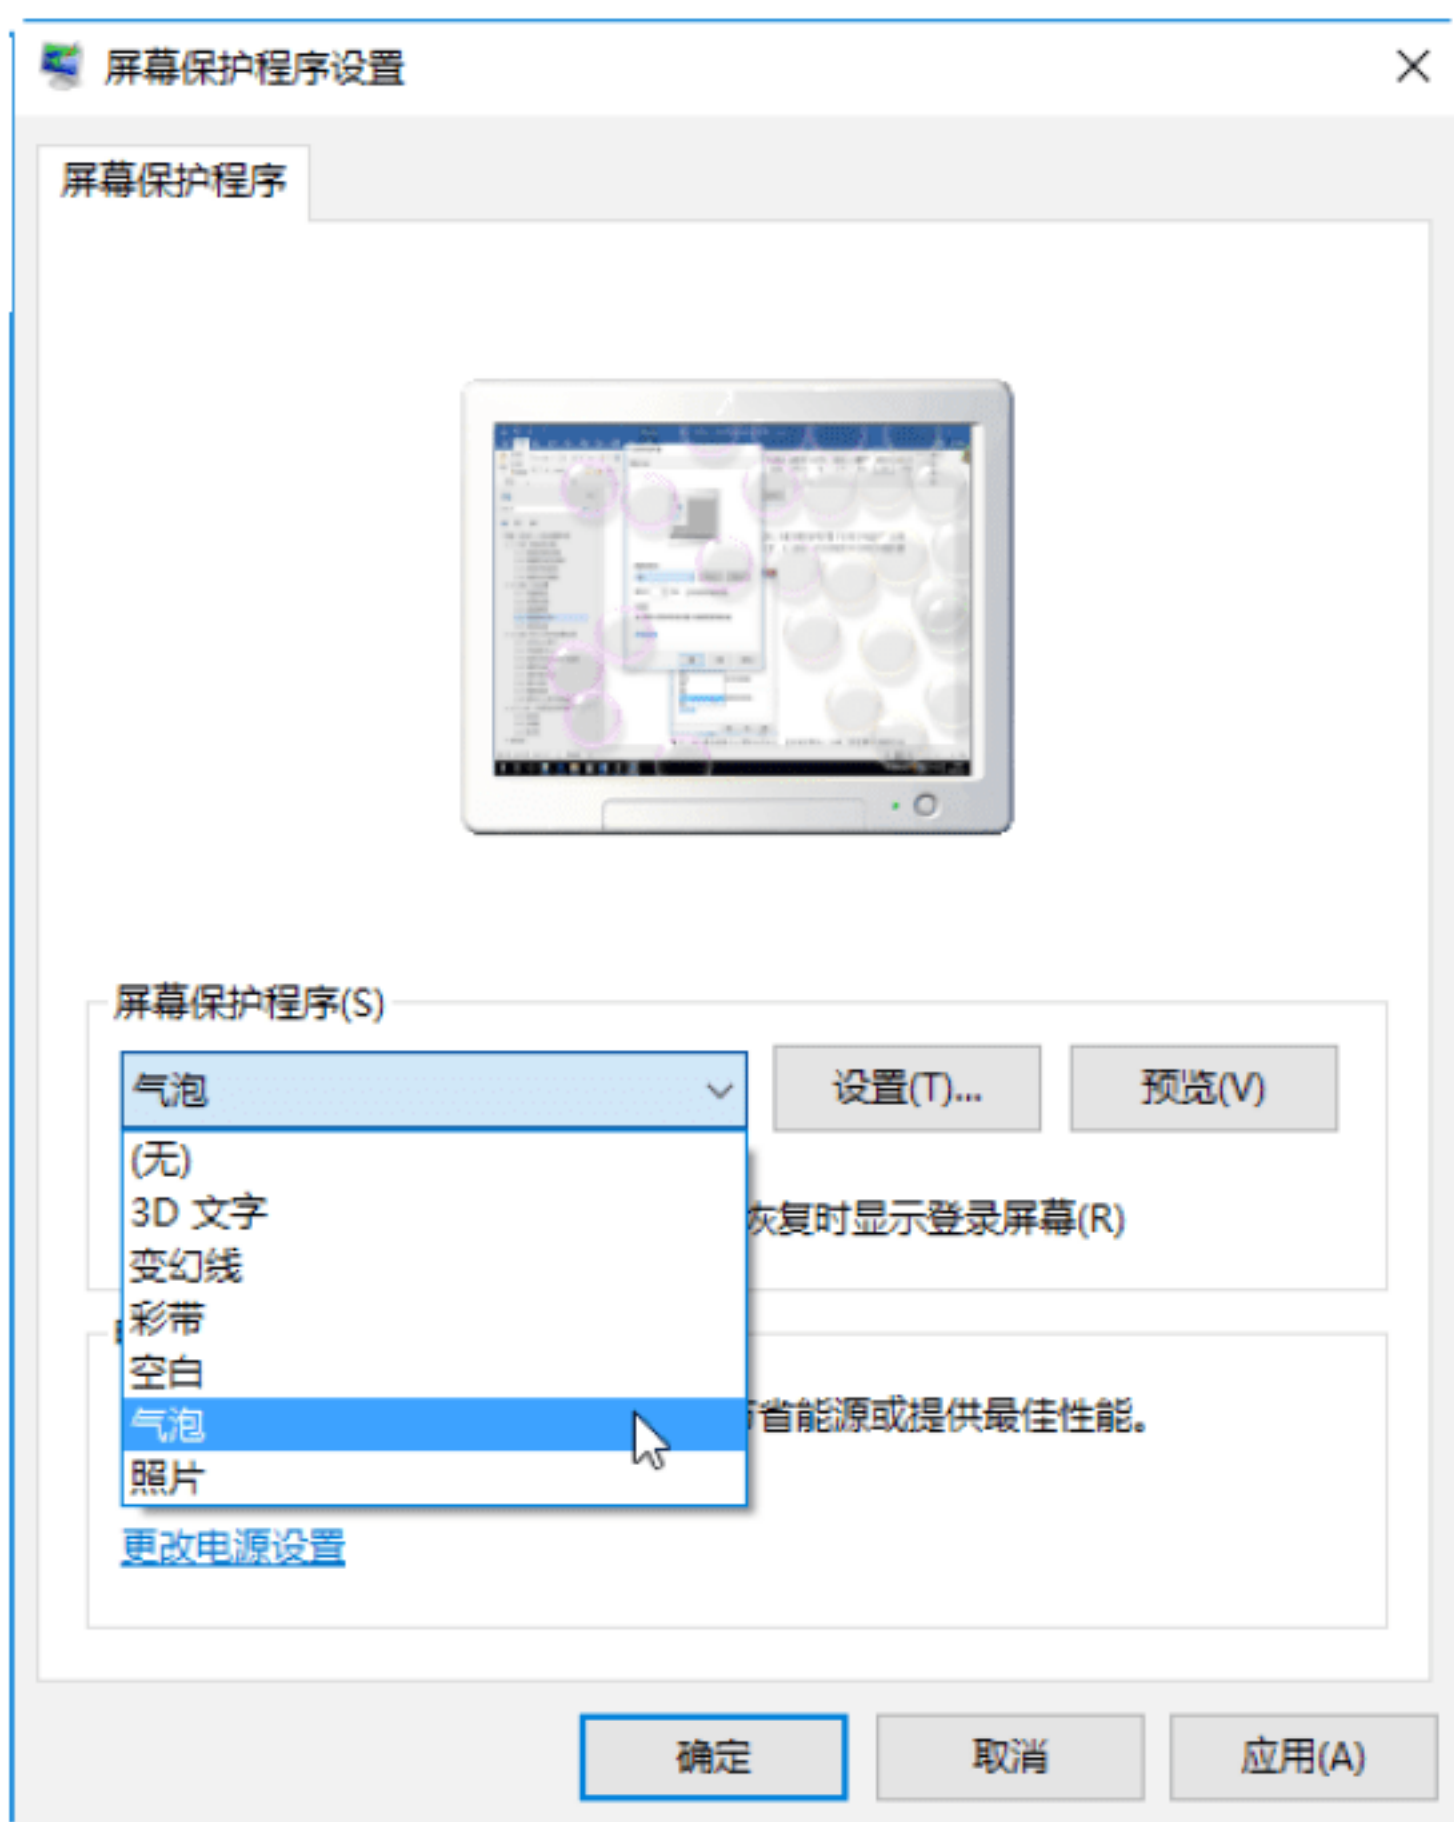 屏幕保护程序设置
屏幕保护程序
屏幕保护程序(S)
气泡
设置(T)...
预览(V)
(无)
3D 文字
恢复时显示登录屏幕(R)
变幻线
彩带
空白
气泡
省能源或提供最佳性能。
照片
更改电源设置
确定
取消
应用(A)